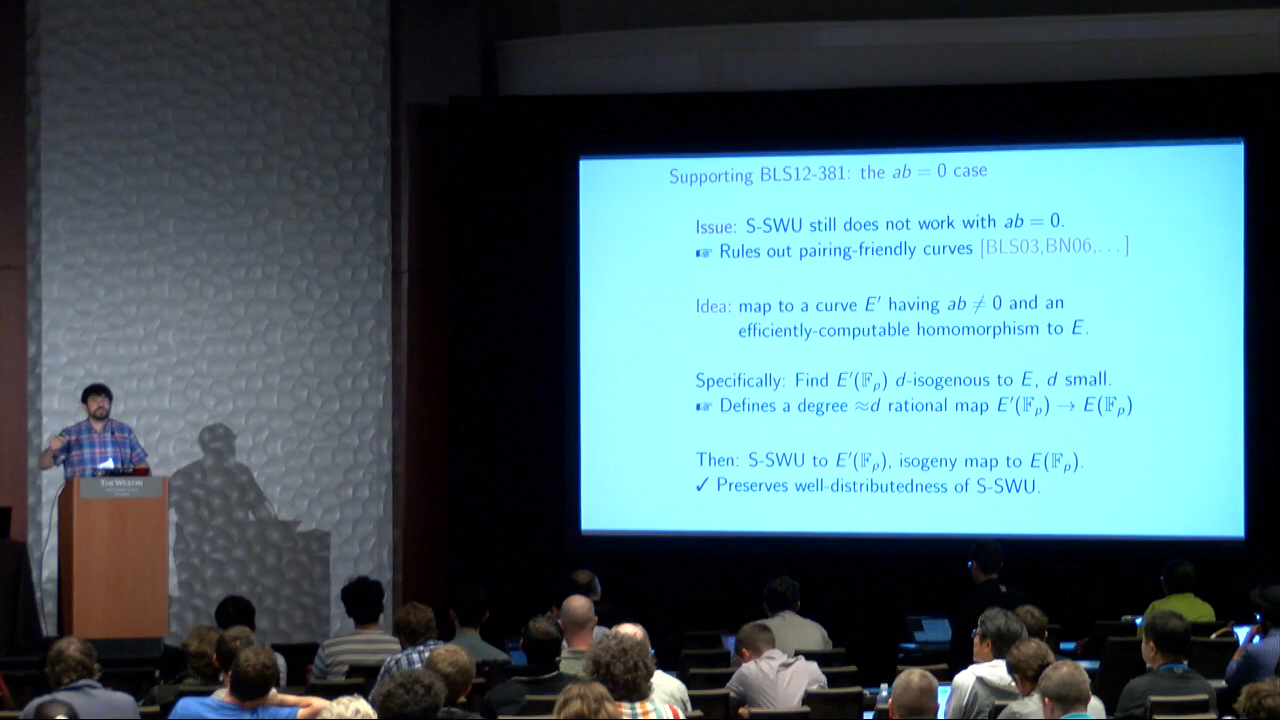 Supporting BLS12-381: the ab = 0 case
Issue: S-SWU still does not work with ab = 0.
☞ Rules out pairing-friendly curves [BLS03,BN06,. . . ]
Idea: map to a curve E′ having ab ≠ 0 and an
efficiently-computable homomorphism to E.
Specifically: Find E′(𝔽ₚ) d-isogenous to E, d small.
☞ Defines a degree ≈d rational map E′(𝔽ₚ) → E(𝔽ₚ)
Then: S-SWU to E′(𝔽ₚ), isogeny map to E(𝔽ₚ).
✓ Preserves well-distributedness of S-SWU.
THE WESTIN